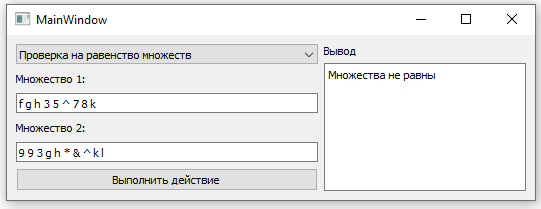 MainWindow
Проверка на равенство множеств
Множество 1:
f g h 3 5 ^ 7 8 k
Множество 2:
9 9 3 g h * & ^ k l
Выполнить действие
Вывод
Множества не равны